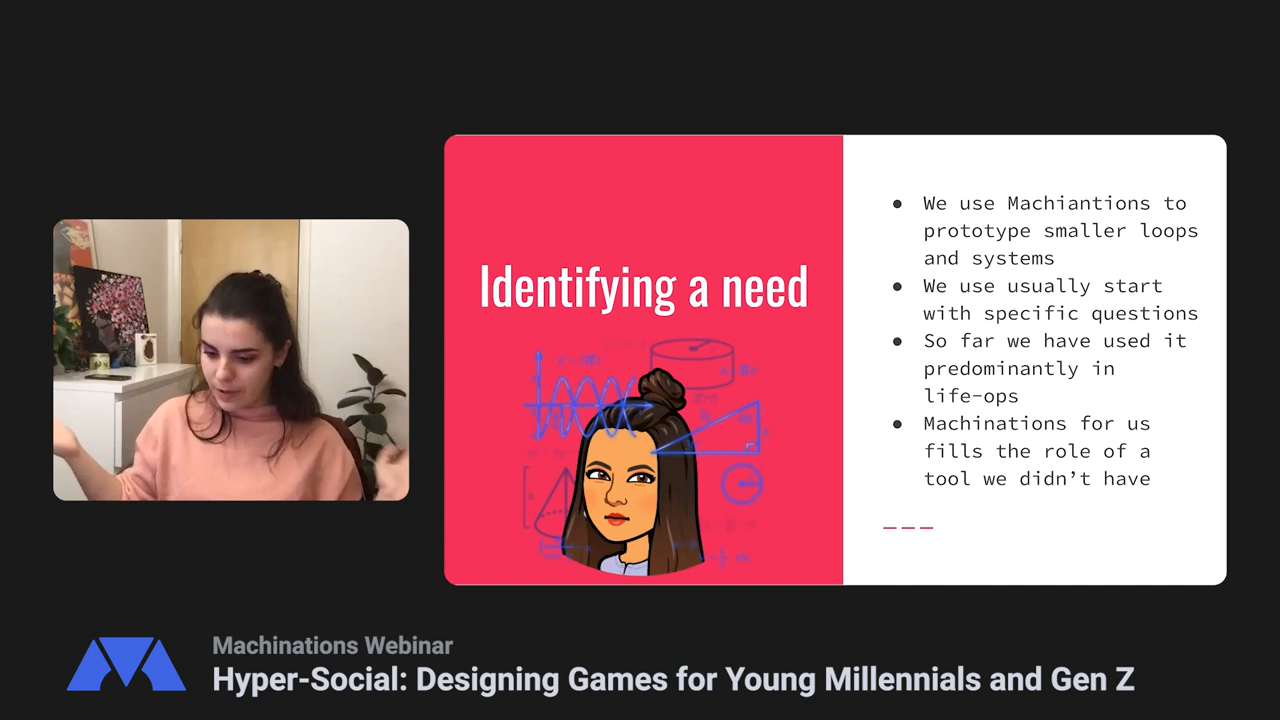 Identifying a need
We use Machiantions to
prototype smaller loops
and systems
We use usually start
with specific questions
So far we have used it
predominantly in
life-ops
Machinations for us
fills the role of a
tool we didn't have
Machinations Webinar
Hyper-Social: Designing Games for Young Millennials and Gen Z